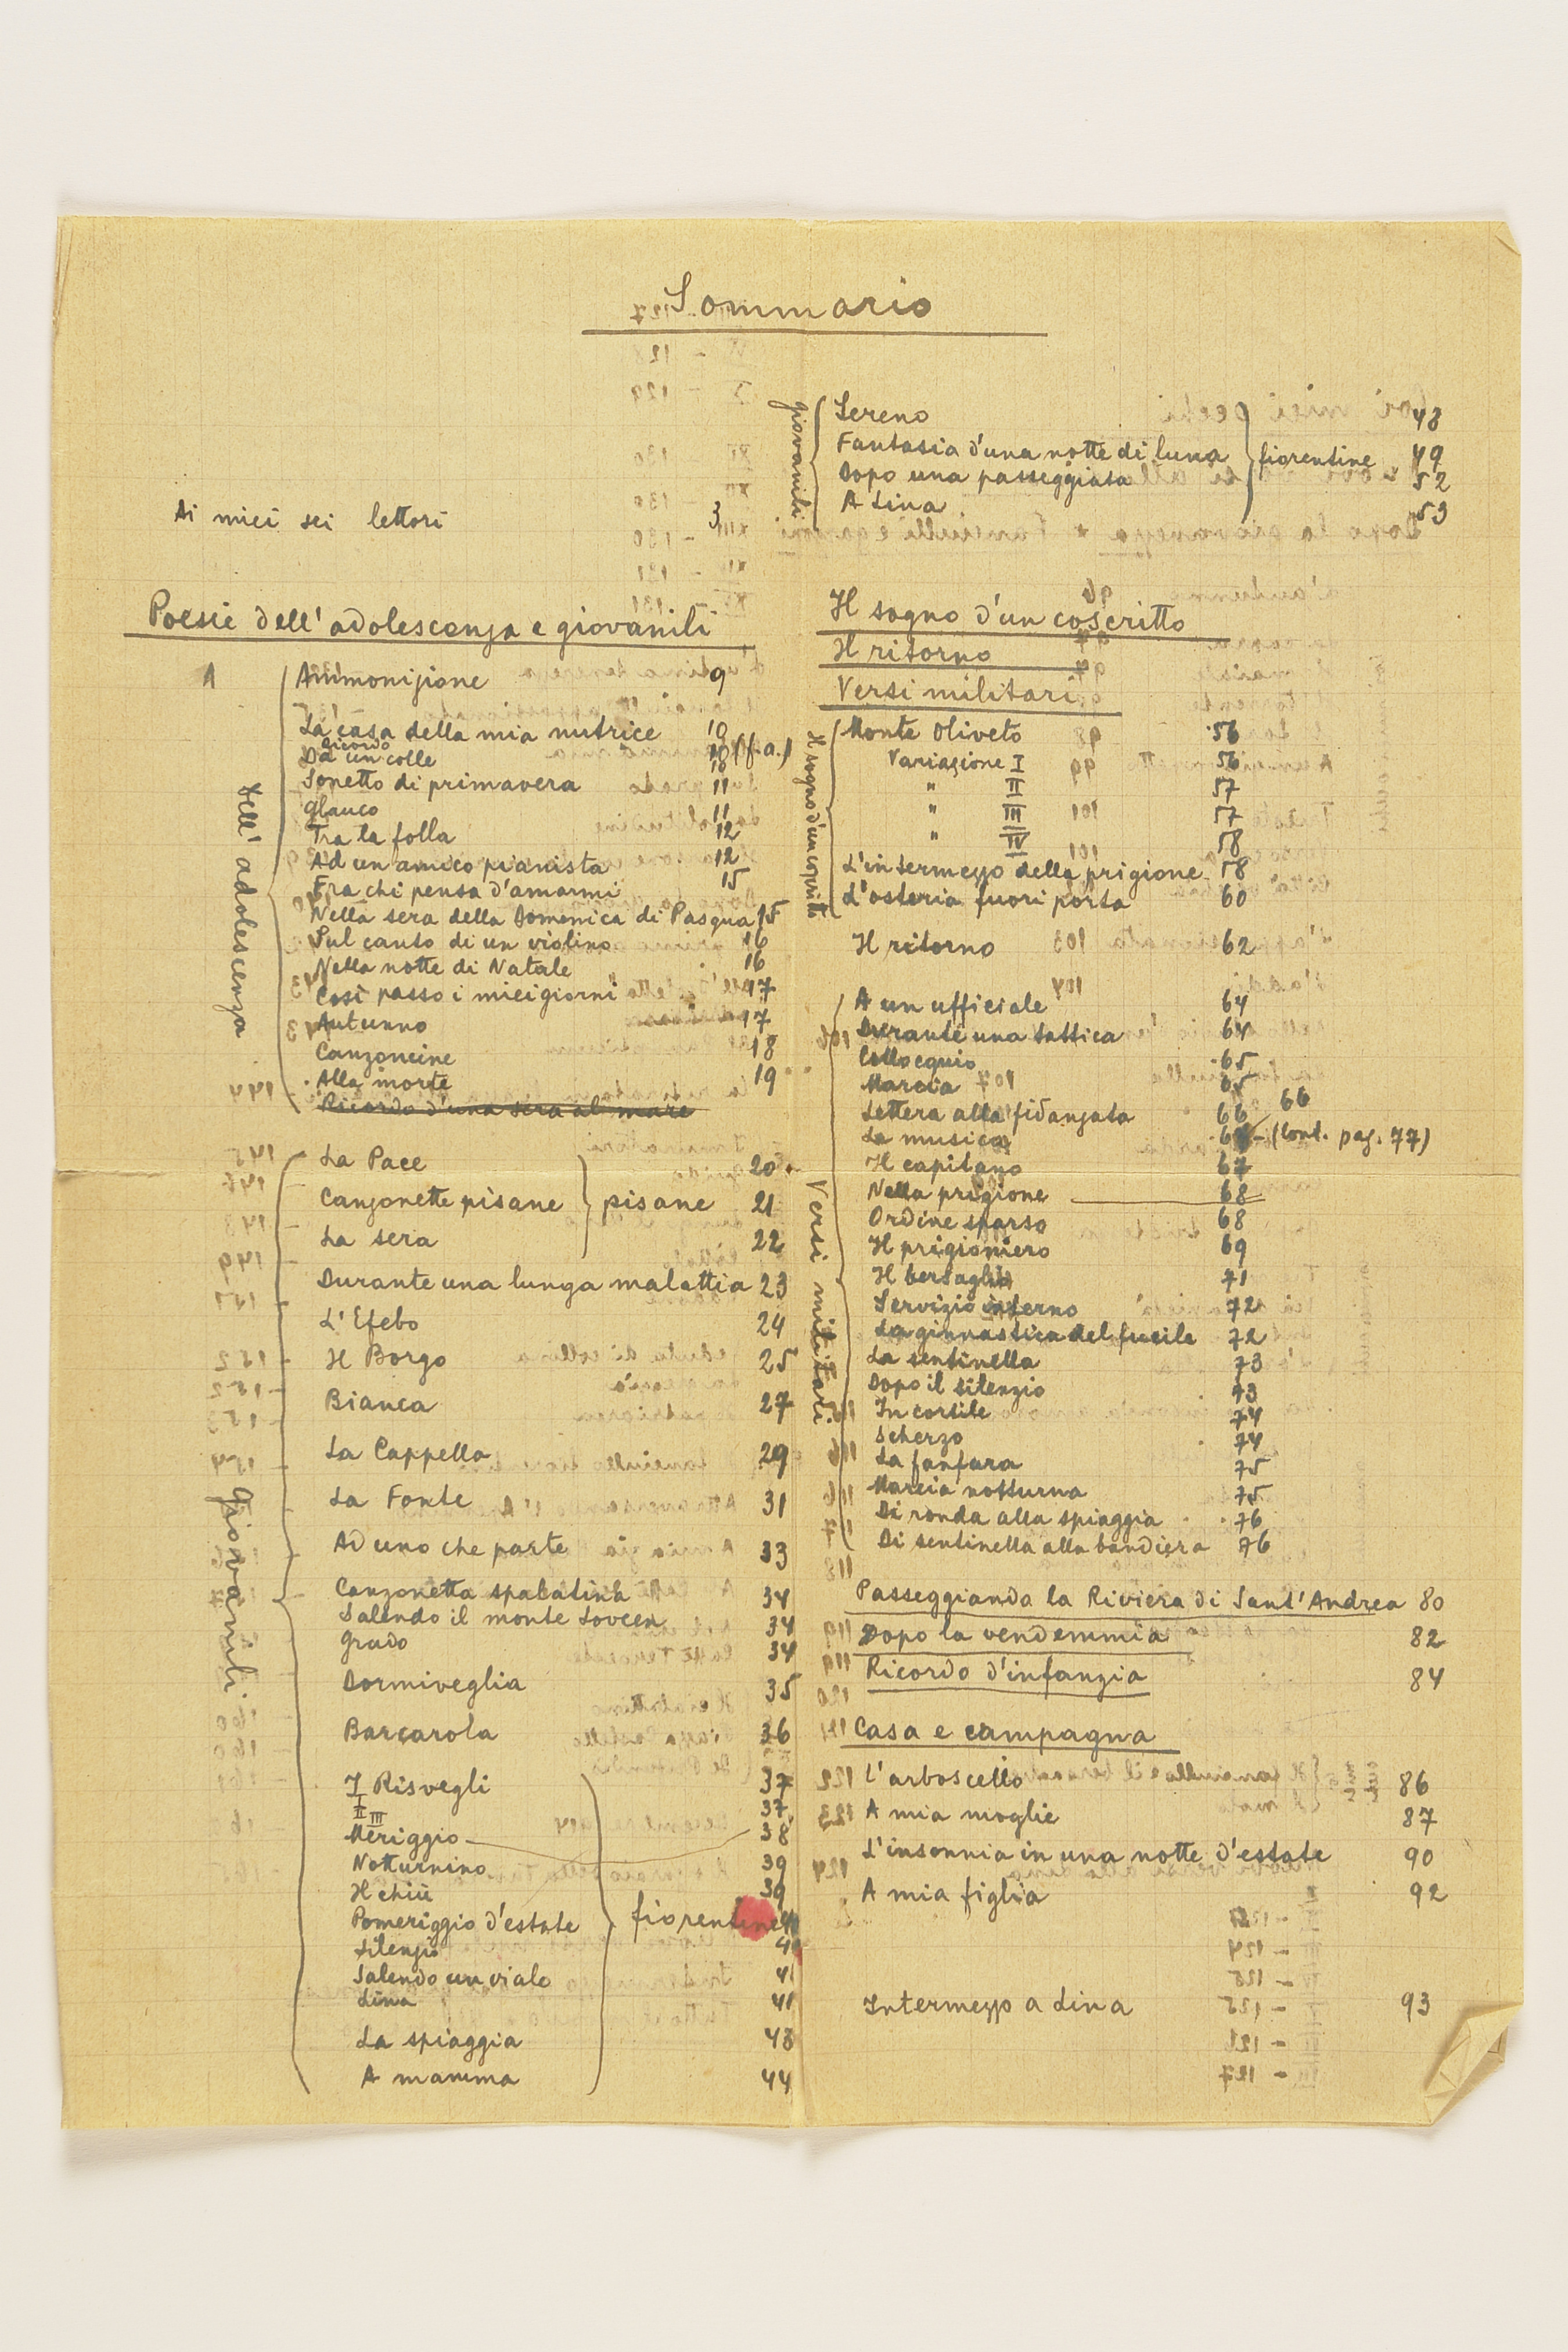 Sommario
Ai miei sei lettori 3
Poesie dell'adolescenza e giovanili
A
dell'adolescenza
Ammonizione 9
La casa della mia nutrice 10
ricordo
Da un colle 10 (f.a.)
Sonetto di primavera 11
Glauco 11
Tra la folla 12
Ad un amico pianista 12
Fra chi pensa d'amarmi 15
Nella sera della Domenica di Pasqua 15
Sul canto di un violino 16
Nella notte di Natale 16
Così passo i miei giorni 17
Autunno 17
Canzoncine 18
Alla morte 19
Ricordo d'una sera al mare
giovanili
La Pace 20
Canzonette pisane } pisane 21
La sera 22
Durante una lunga malattia 23
L'Efebo 24
Il Borgo 25
Bianca 27
La Cappella 29
La Fonte 31
Ad uno che parte 33
Canzonetta spalatina 34
Salendo il monte Lovcen 34
Grado 34
Dormiveglia 35
Barcarola 36
I Risvegli 37
II 37
III
Meriggio 38
Notturnino 39
Il chiù 39
Pomeriggio d'estate } fiorentine
Silenzio
Salendo un viale 41
Lina 41
La spiaggia 43
A mamma 44
giovanili
Sereno 48
Fantasia d'una notte di luna } fiorentine 49
Dopo una passeggiata 52
A Lina 53
Il sogno d'un coscritto
Il ritorno
Versi militari
Il sogno d'un coscritto
Monte Oliveto 56
Variazione I 56
" II 57
" III 57
" IV 58
L'intermezzo della prigione 58
L'osteria fuori porta 60
Il ritorno 62
Versi militari
A un ufficiale 64
Durante una tattica 64
Colloquio 65
Marcia 65
Lettera alla fidanzata 66 66
La musica (Cont. pag. 77)
Il capitano 67
Nella prigione 68
Ordine sparso 68
Il prigioniero 69
Il bersaglio 71
Servizio interno 72
La ginnastica del fucile 72
La sentinella 73
Dopo il silenzio 73
In cortile 74
Scherzo 74
La fanfara 75
Marcia notturna 75
Di ronda alla spiaggia 76
Di sentinella alla bandiera 76
Passeggiando la Riviera di Sant'Andrea 80
Dopo la vendemmia 82
Ricordo d'infanzia 84
Casa e campagna
L'arboscello 86
A mia moglie 87
L'insonnia in una notte d'estate 90
A mia figlia 92
Intermezzo a Lina 93